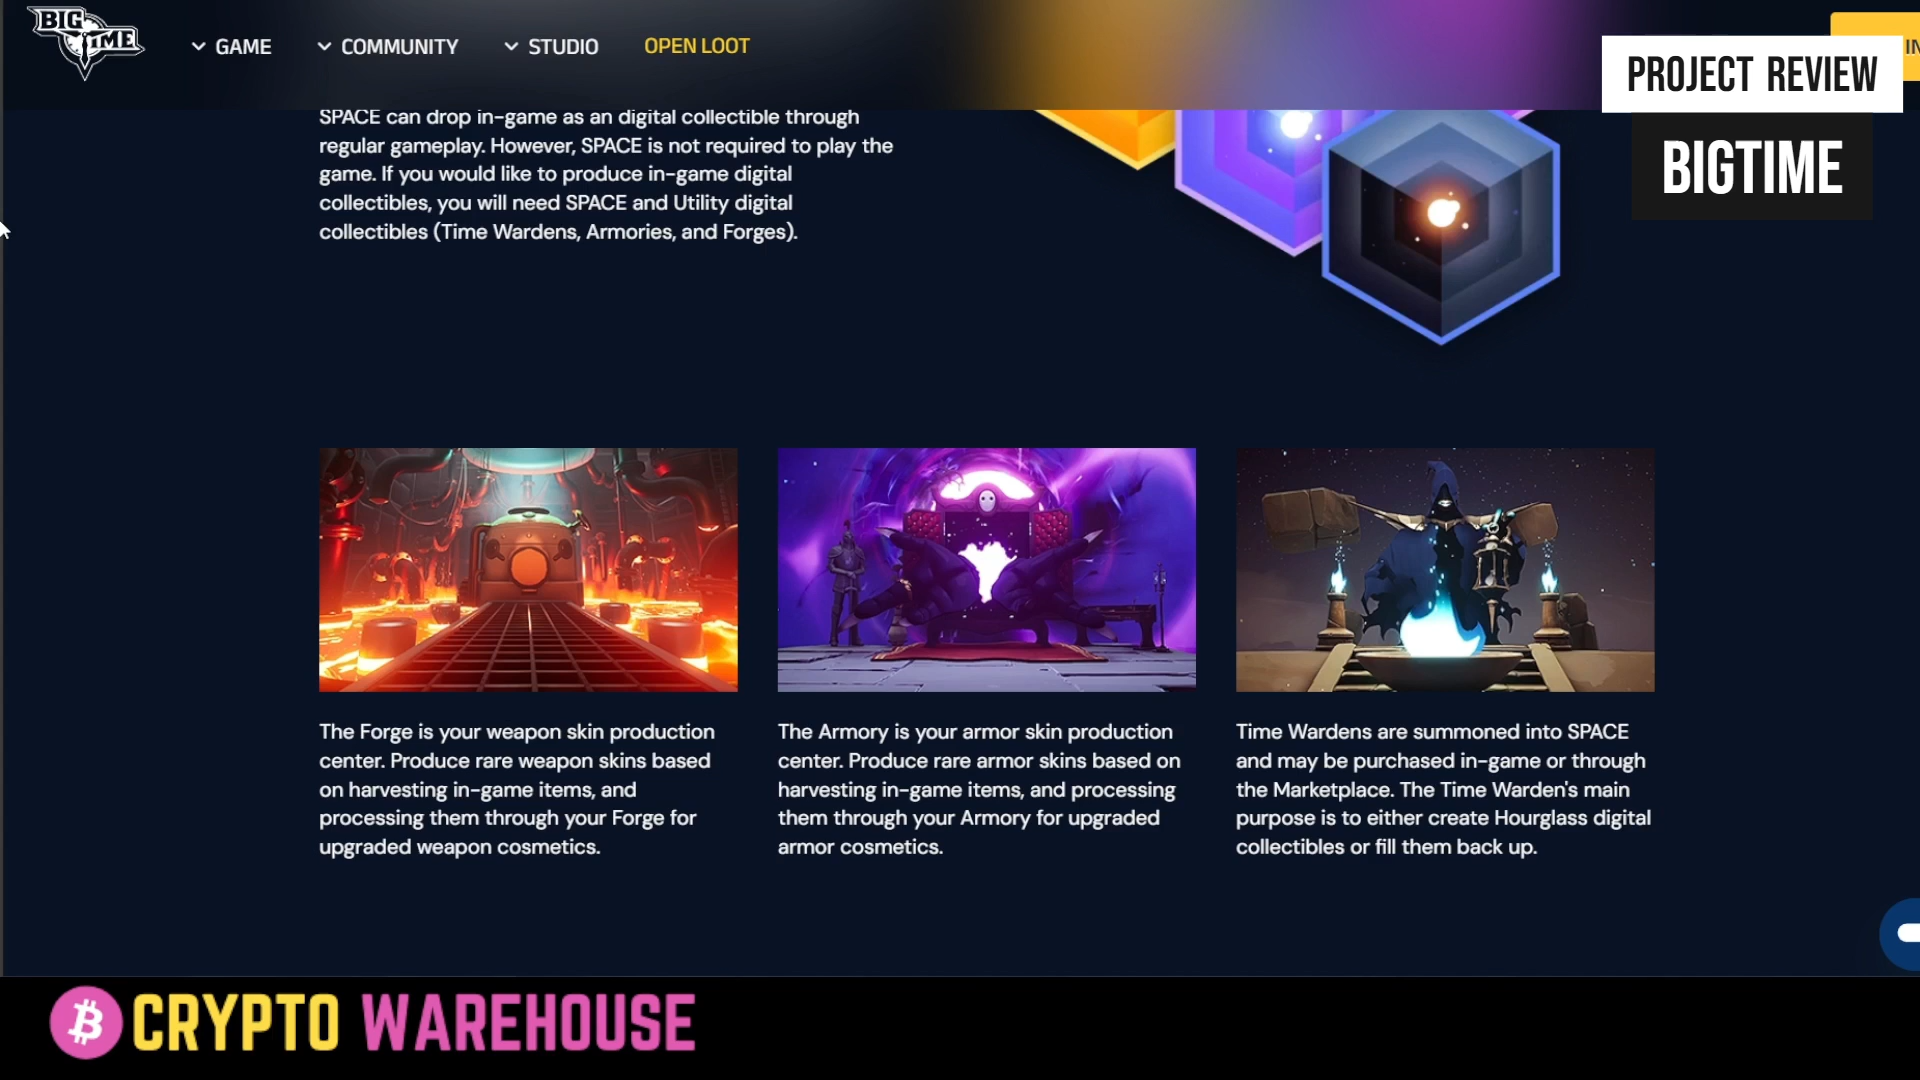 BIG TIME
GAME
COMMUNITY
STUDIO
OPEN LOOT
IN
PROJECT REVIEW
BIGTIME
SPACE can drop in-game as an digital collectible through
regular gameplay. However, SPACE is not required to play the
game. If you would like to produce in-game digital
collectibles, you will need SPACE and Utility digital
collectibles (Time Wardens, Armories, and Forges).
The Forge is your weapon skin production
center. Produce rare weapon skins based
on harvesting in-game items, and
processing them through your Forge for
upgraded weapon cosmetics.
The Armory is your armor skin production
center. Produce rare armor skins based on
harvesting in-game items, and processing
them through your Armory for upgraded
armor cosmetics.
Time Wardens are summoned into SPACE
and may be purchased in-game or through
the Marketplace. The Time Warden's main
purpose is to either create Hourglass digital
collectibles or fill them back up.
CRYPTO WAREHOUSE